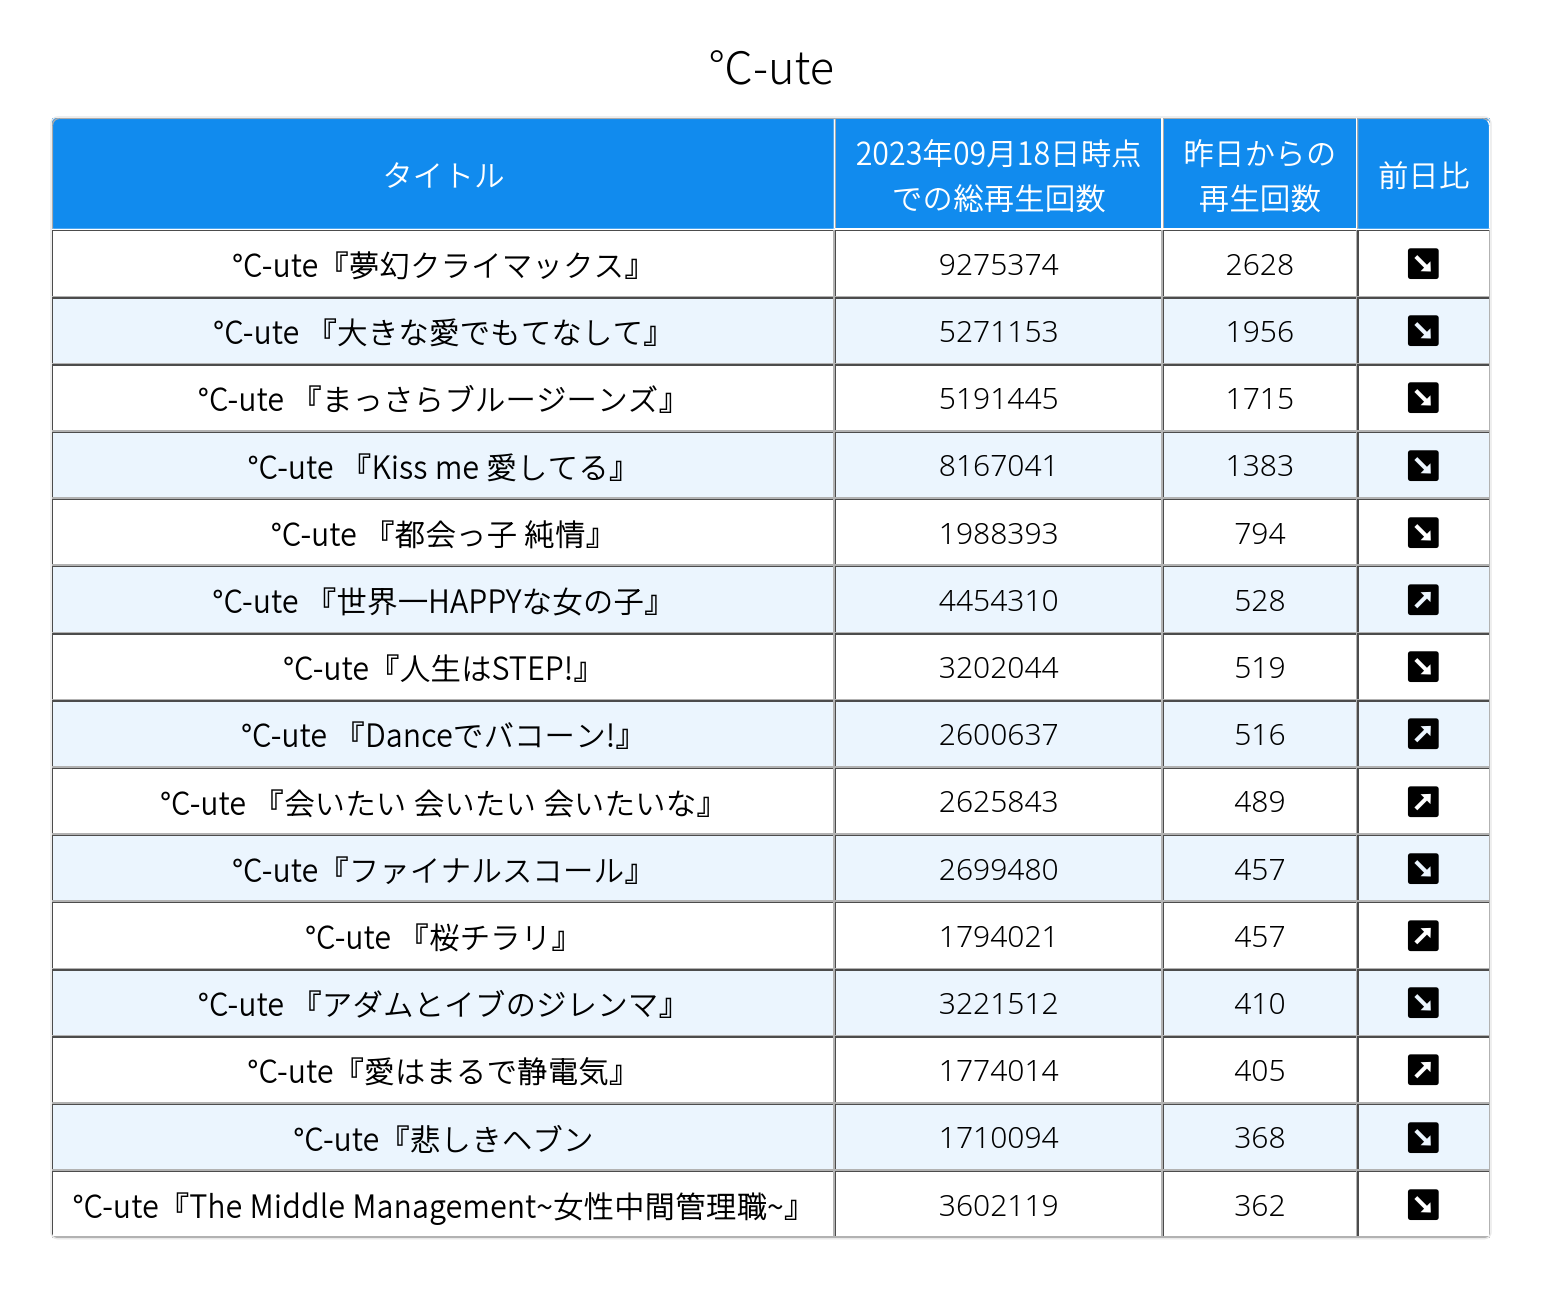 ℃-ute
タイトル
2023年09月18日時点
での総再生回数
昨日からの
再生回数
前日比
℃-ute『夢幻クライマックス』 9275374 2628
℃-ute 『大きな愛でもてなして』 5271153 1956
℃-ute 『まっさらブルージーンズ』 5191445 1715
℃-ute 『Kiss me 愛してる』 8167041 1383
℃-ute 『都会っ子 純情』 1988393 794
℃-ute 『世界一HAPPYな女の子』 4454310 528
℃-ute『人生はSTEP!』 3202044 519
℃-ute 『Danceでバコーン!』 2600637 516
℃-ute 『会いたい 会いたい 会いたいな』 2625843 489
℃-ute『ファイナルスコール』 2699480 457
℃-ute 『桜チラリ』 1794021 457
℃-ute 『アダムとイブのジレンマ』 3221512 410
℃-ute『愛はまるで静電気』 1774014 405
℃-ute『悲しきヘブン 1710094 368
℃-ute『The Middle Management~女性中間管理職~』 3602119 362